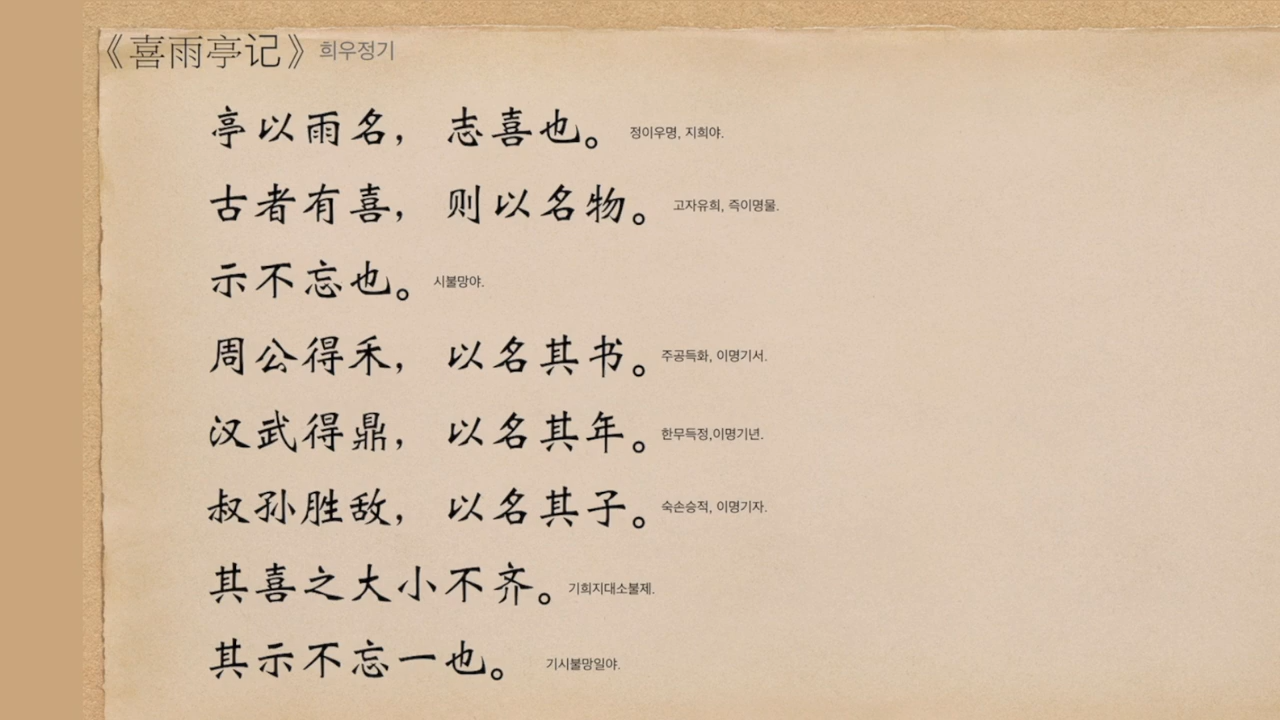 《喜雨亭记》 희우정기
亭以雨名， 志喜也。 정이우명, 지희야.
古者有喜， 则以名物。 고자유희, 즉이명물.
示不忘也。 시불망야.
周公得禾， 以名其书。 주공득화, 이명기서.
汉武得鼎， 以名其年。 한무득정,이명기년.
叔孙胜敌， 以名其子。 숙손승적, 이명기자.
其喜之大小不齐。 기희지대소불제.
其示不忘一也。 기시불망일야.